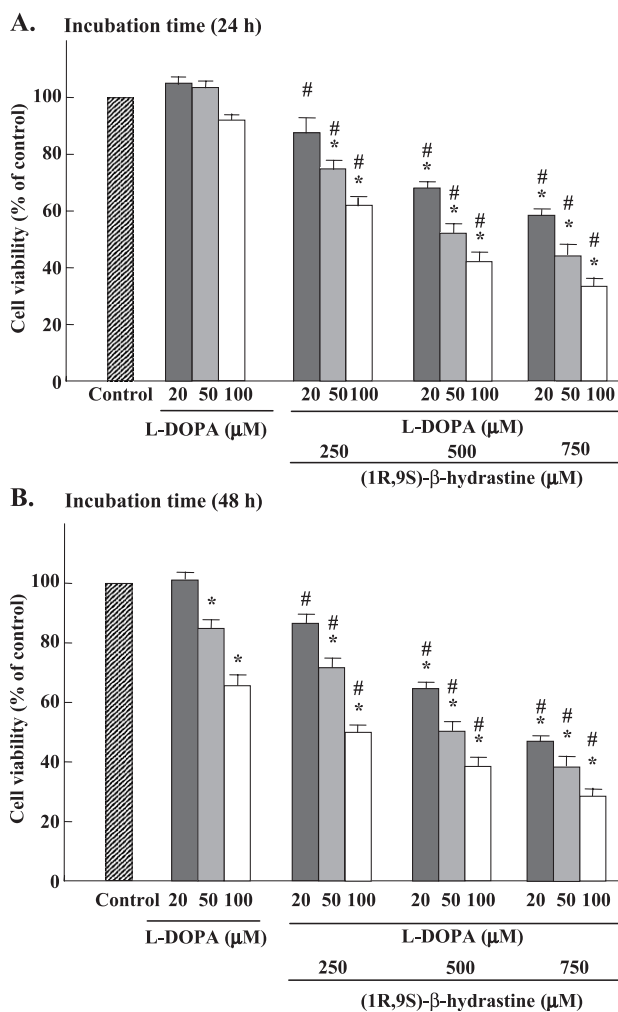 A. Incubation time (24 h)
Cell viability (% of control)
100
80
60
40
20
0
# # # # # # # # #
* * * * * * * *
Control 20 50 100 20 50 100 20 50 100 20 50 100
L-DOPA (μM) L-DOPA (μM)
250 500 750
(1R,9S)-β-hydrastine (μM)
B. Incubation time (48 h)
Cell viability (% of control)
100
80
60
40
20
0
* * # # # # # # # # #
* * * * * * * *
Control 20 50 100 20 50 100 20 50 100 20 50 100
L-DOPA (μM) L-DOPA (μM)
250 500 750
(1R,9S)-β-hydrastine (μM)